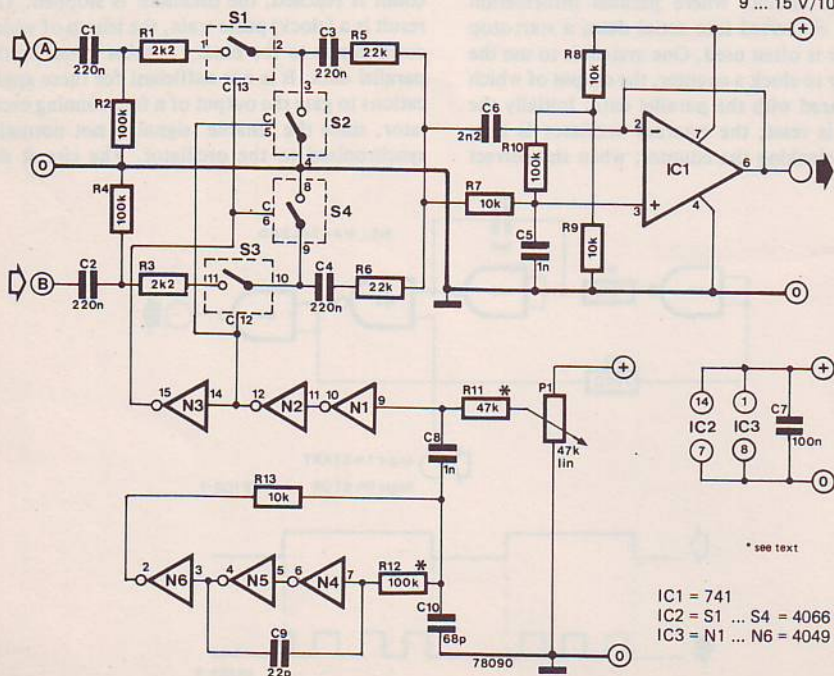 9 ... 15 V/10
A
C1
220n
R1
2k2
S1
1
2
C
13
C3
220n
R5
22k
R2
100k
3
S2
C
5
4
0
R4
100k
8
S4
C
6
9
B
C2
220n
R3
2k2
S3
11
10
C
12
C4
220n
R6
22k
R8
10k
C6
2n2
R10
100k
R7
10k
C5
1n
R9
10k
2
3
+
7
4
6
IC1
0
+
15
N3
14
12
N2
11
10
N1
9
R11 *
47k
P1
47k
lin
+
C8
1n
R13
10k
2
N6
3
4
N5
5
6
N4
7
R12 *
100k
C10
68p
C9
22p
78090
0
14
IC2
7
1
IC3
8
C7
100n
+
0
* see text
IC1 = 741
IC2 = S1 ... S4 = 4066
IC3 = N1 ... N6 = 4049